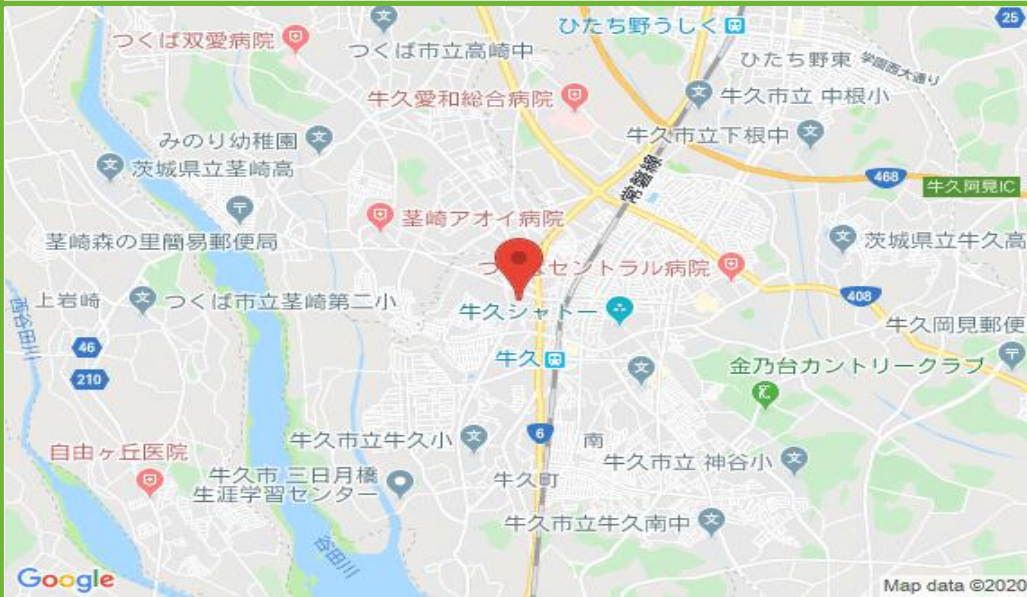 ひたち野うしく
25
つくば双愛病院
つくば市立高崎中
ひたち野東
学園西大通り
牛久愛和総合病院
牛久市立 中根小
みのり幼稚園
牛久市立下根中
茨城県立茎崎高
常磐線
468
牛久阿見IC
茎崎アオイ病院
茎崎森の里簡易郵便局
茨城県立牛久高
セントラル病院
上岩崎
つくば市立茎崎第二小
408
西谷田川
牛久シャトー
牛久岡見郵便
46
牛久
210
金乃台カントリークラブ
6
南
自由ヶ丘医院
牛久市立牛久小
牛久市立 神谷小
牛久市 三日月橋
生涯学習センター
牛久町
牛久市立牛久南中
谷田川
Google
Map data ©2020